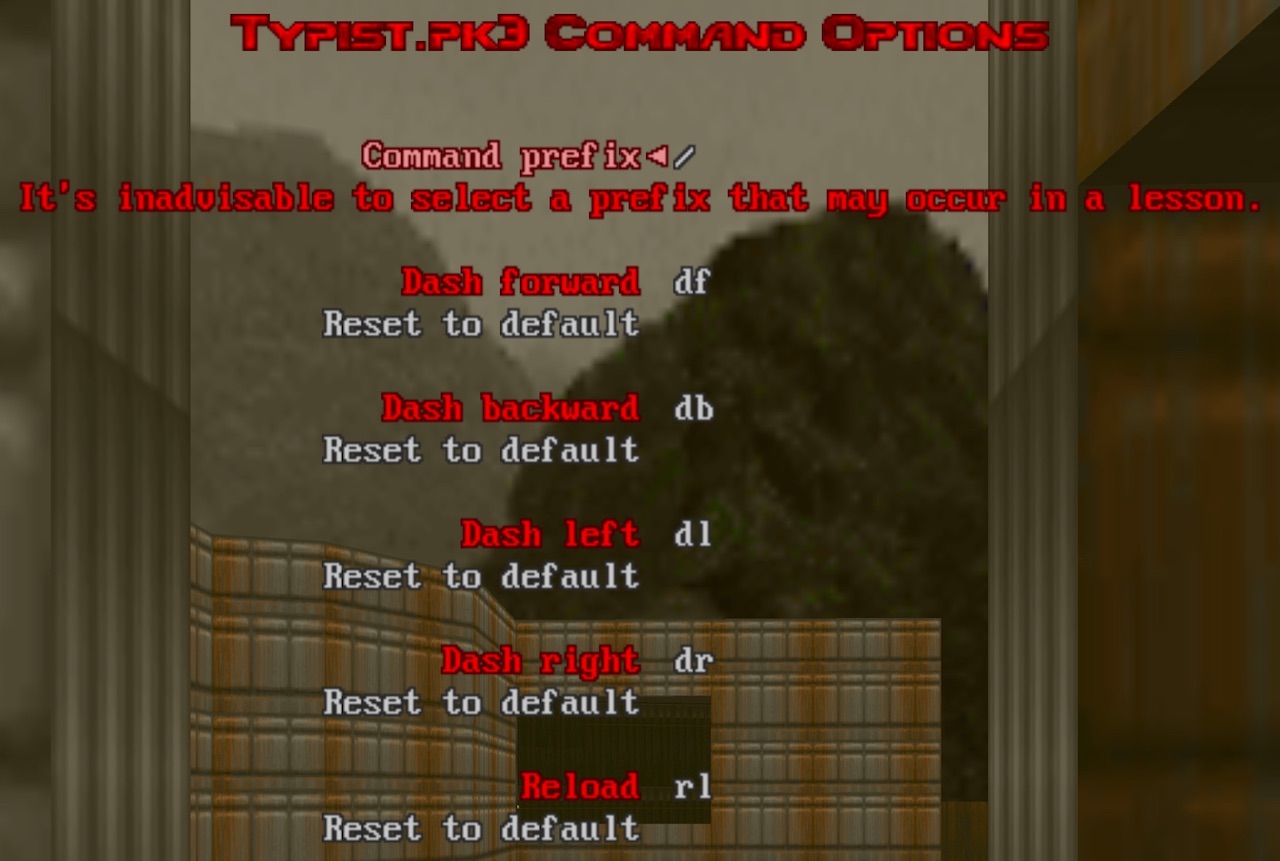 Typist.pk3 Command Options
Command prefix /
It's inadvisable to select a prefix that may occur in a lesson.
Dash forward df
Reset to default
Dash backward db
Reset to default
Dash left dl
Reset to default
Dash right dr
Reset to default
Reload rl
Reset to default